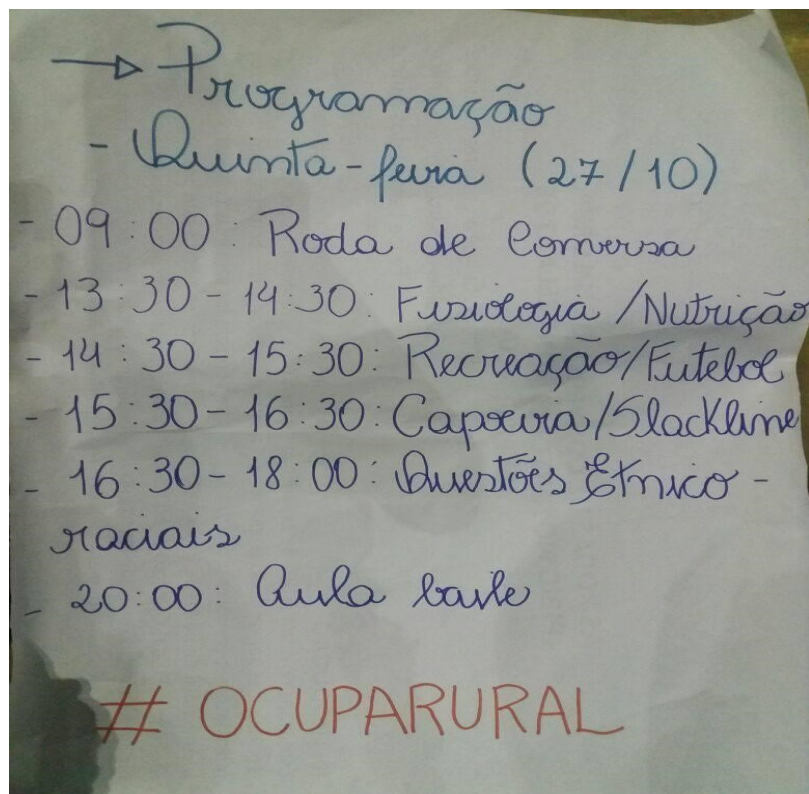 → Programação
- Quinta-feira (27/10)
- 09:00: Roda de Conversa
- 13:30-14:30: Fisiologia/Nutrição
- 14:30-15:30: Recreação/Futebol
- 15:30-16:30: Capoeira/Slackline
- 16:30-18:00: Questões Étnico-
raciais
- 20:00: Aula baile
# OCUPARURAL